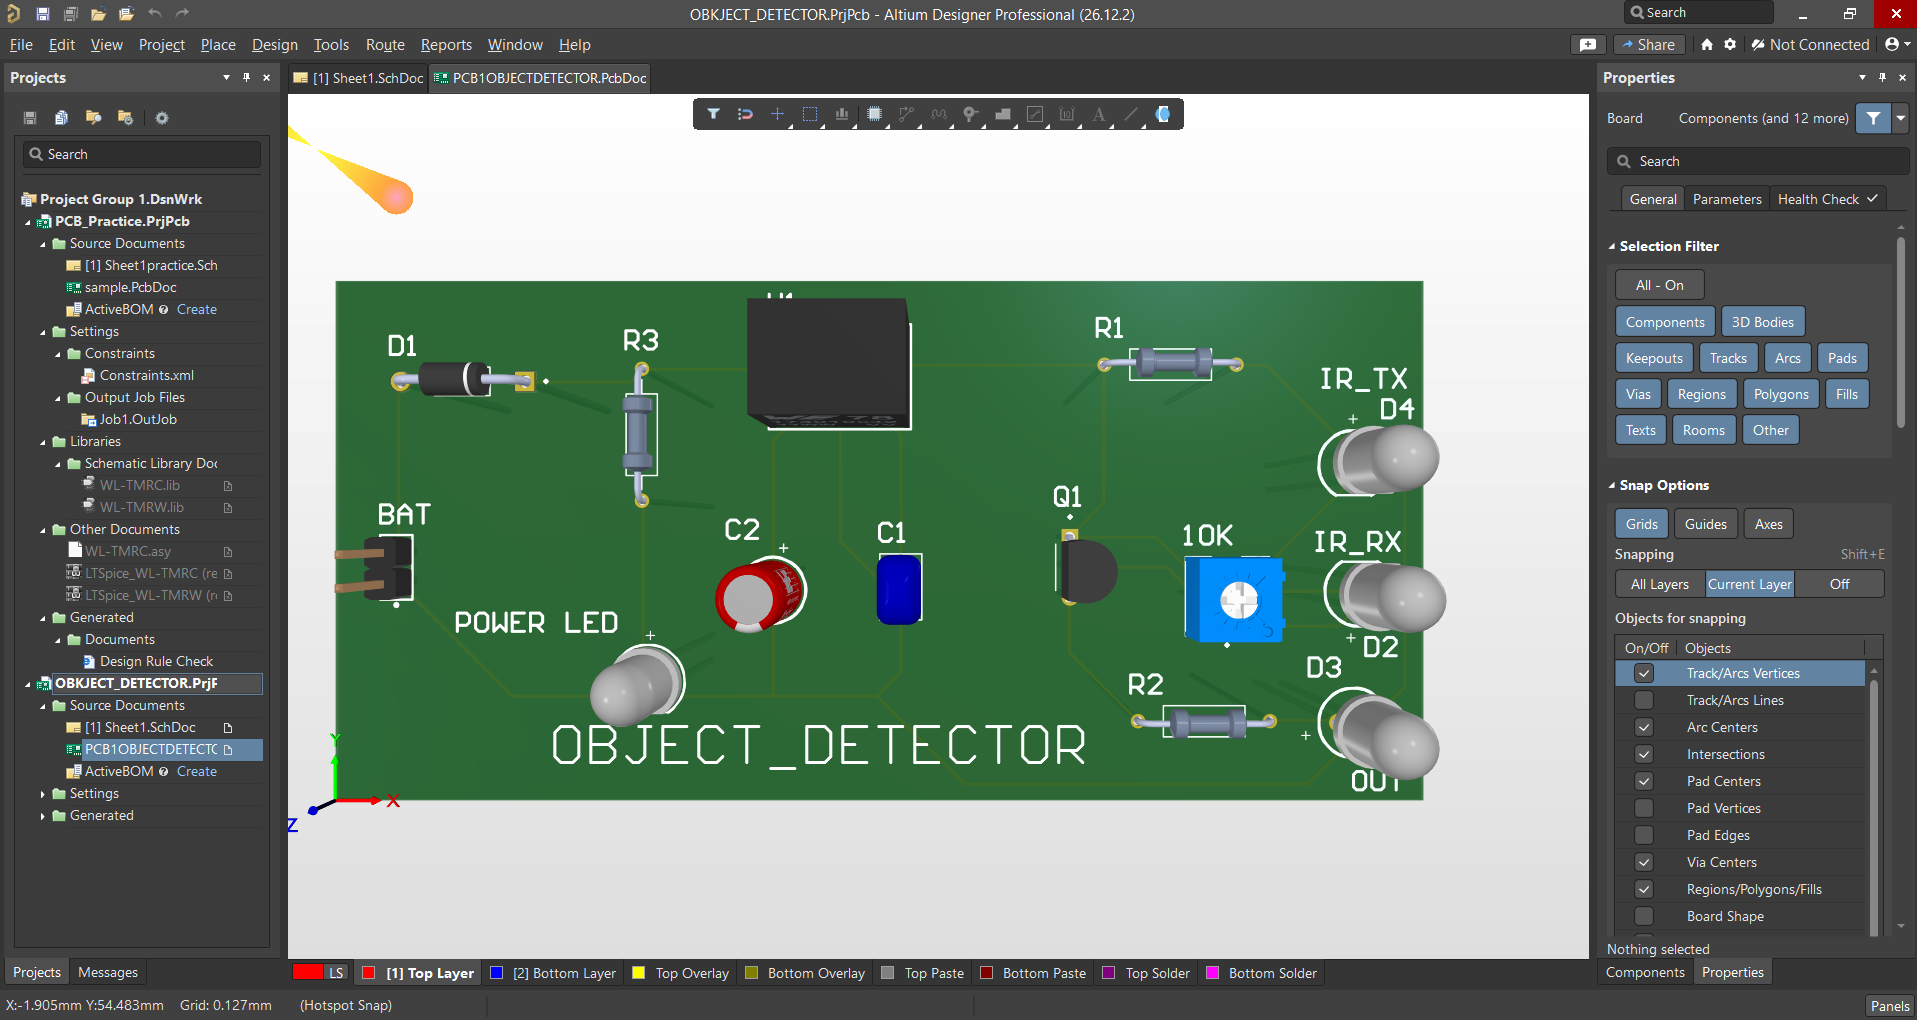 OBKJECT_DETECTOR.PrjPcb - Altium Designer Professional (26.12.2)
Search
File Edit View Project Place Design Tools Route Reports Window Help
Share
Not Connected
Projects
Search
Project Group 1.DsnWrk
PCB_Practice.PrjPcb
Source Documents
[1] Sheet1practice.Sch
sample.PcbDoc
ActiveBOM Create
Settings
Constraints
Constraints.xml
Output Job Files
Job1.OutJob
Libraries
Schematic Library Doc
WL-TMRC.lib
WL-TMRW.lib
Other Documents
WL-TMRC.asy
LTSpice_WL-TMRC (re
LTSpice_WL-TMRW (re
Generated
Documents
Design Rule Check
OBKJECT_DETECTOR.PrjP
Source Documents
[1] Sheet1.SchDoc
PCB1OBJECTDETECTO
ActiveBOM Create
Settings
Generated
Projects Messages
[1] Sheet1.SchDoc
PCB1OBJECTDETECTOR.PcbDoc
D1
R3
R1
IR_TX
D4
BAT
C2
C1
Q1
10K
IR_RX
POWER LED
D2
D3
R2
OBJECT_DETECTOR
OUT
Y
X
Z
LS
[1] Top Layer
[2] Bottom Layer
Top Overlay
Bottom Overlay
Top Paste
Bottom Paste
Top Solder
Bottom Solder
Properties
Board Components (and 12 more)
Search
General Parameters Health Check
Selection Filter
All - On
Components 3D Bodies
Keepouts Tracks Arcs Pads
Vias Regions Polygons Fills
Texts Rooms Other
Snap Options
Grids Guides Axes
Snapping Shift+E
All Layers Current Layer Off
Objects for snapping
On/Off Objects
Track/Arcs Vertices
Track/Arcs Lines
Arc Centers
Intersections
Pad Centers
Pad Vertices
Pad Edges
Via Centers
Regions/Polygons/Fills
Board Shape
Nothing selected
Components Properties
X:-1.905mm Y:54.483mm Grid: 0.127mm (Hotspot Snap)
Panels